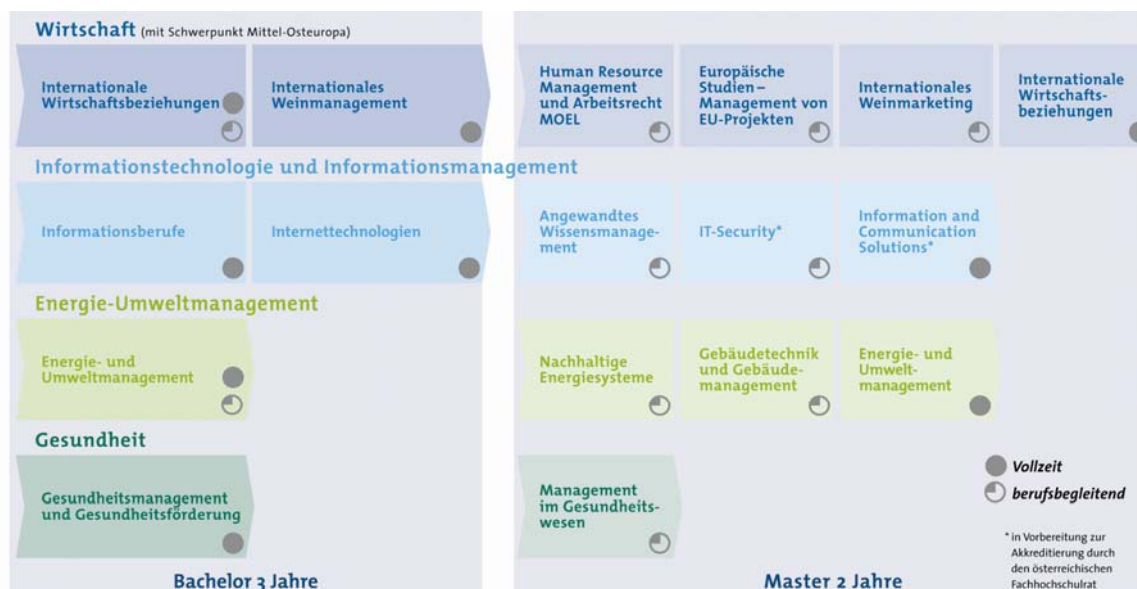 Wirtschaft (mit Schwerpunkt Mittel-Osteuropa)
Internationale
Wirtschaftsbeziehungen
Internationales
Weinmanagement
Human Resource
Management
und Arbeitsrecht
MOEL
Europäische
Studien –
Management von
EU-Projekten
Internationales
Weinmarketing
Internationale
Wirtschafts-
beziehungen
Informationstechnologie und Informationsmanagement
Informationsberufe
Internettechnologien
Angewandtes
Wissensmanage-
ment
IT-Security*
Information and
Communication
Solutions*
Energie-Umweltmanagement
Energie- und
Umweltmanagement
Nachhaltige
Energiesysteme
Gebäudetechnik
und Gebäude-
management
Energie- und
Umwelt-
management
Gesundheit
Gesundheitsmanagement
und Gesundheitsförderung
Management
im Gesundheits-
wesen
Vollzeit
berufsbegleitend
* in Vorbereitung zur
Akkreditierung durch
den österreichischen
Fachhochschulrat
Bachelor 3 Jahre
Master 2 Jahre